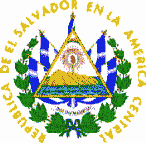 REPUBLICA DE EL SALVADOR EN LA AMERICA CENTRAL